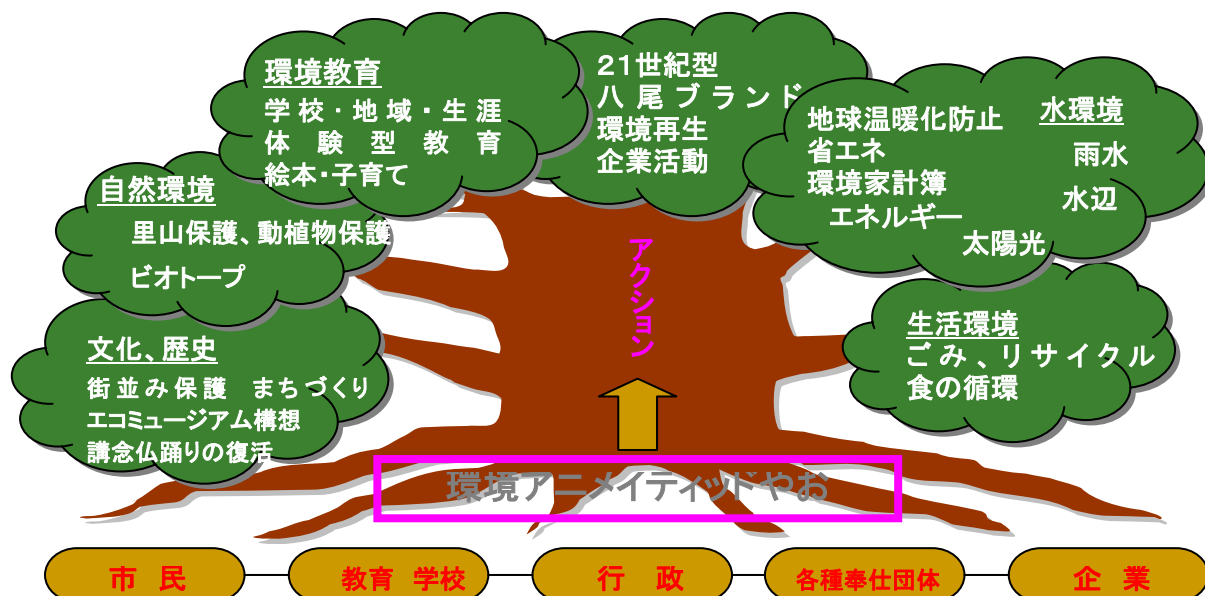 環境教育
学校・地域・生涯
体験型教育
絵本・子育て
21世紀型
八尾ブランド
環境再生
企業活動
地球温暖化防止
省エネ
環境家計簿
エネルギー
太陽光
水環境
雨水
水辺
自然環境
里山保護、動植物保護
ビオトープ
文化、歴史
街並み保護 まちづくり
エコミュージアム構想
講念仏踊りの復活
生活環境
ごみ、リサイクル
食の循環
アクション
環境アニメイティッドやお
市 民
教育 学校
行 政
各種奉仕団体
企 業